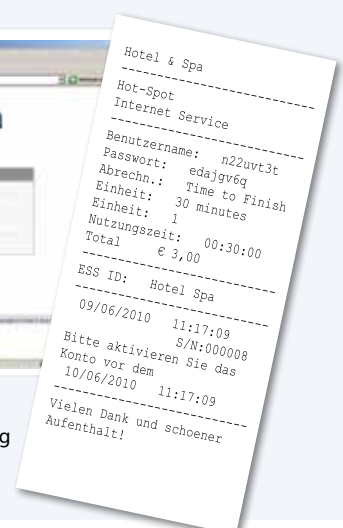 Hotel & Spa
--------------------------
Hot-Spot
Internet Service
--------------------------
Benutzername: n22uvt3t
Passwort: edajgv6q
Abrechn.: Time to Finish
Einheit: 30 minutes
Einheit: 1
Nutzungszeit: 00:30:00
Total € 3,00
--------------------------
ESS ID: Hotel Spa
--------------------------
09/06/2010 11:17:09
S/N:000008
Bitte aktivieren Sie das
Konto vor dem
10/06/2010 11:17:09
--------------------------
Vielen Dank und schoener
Aufenthalt!
g